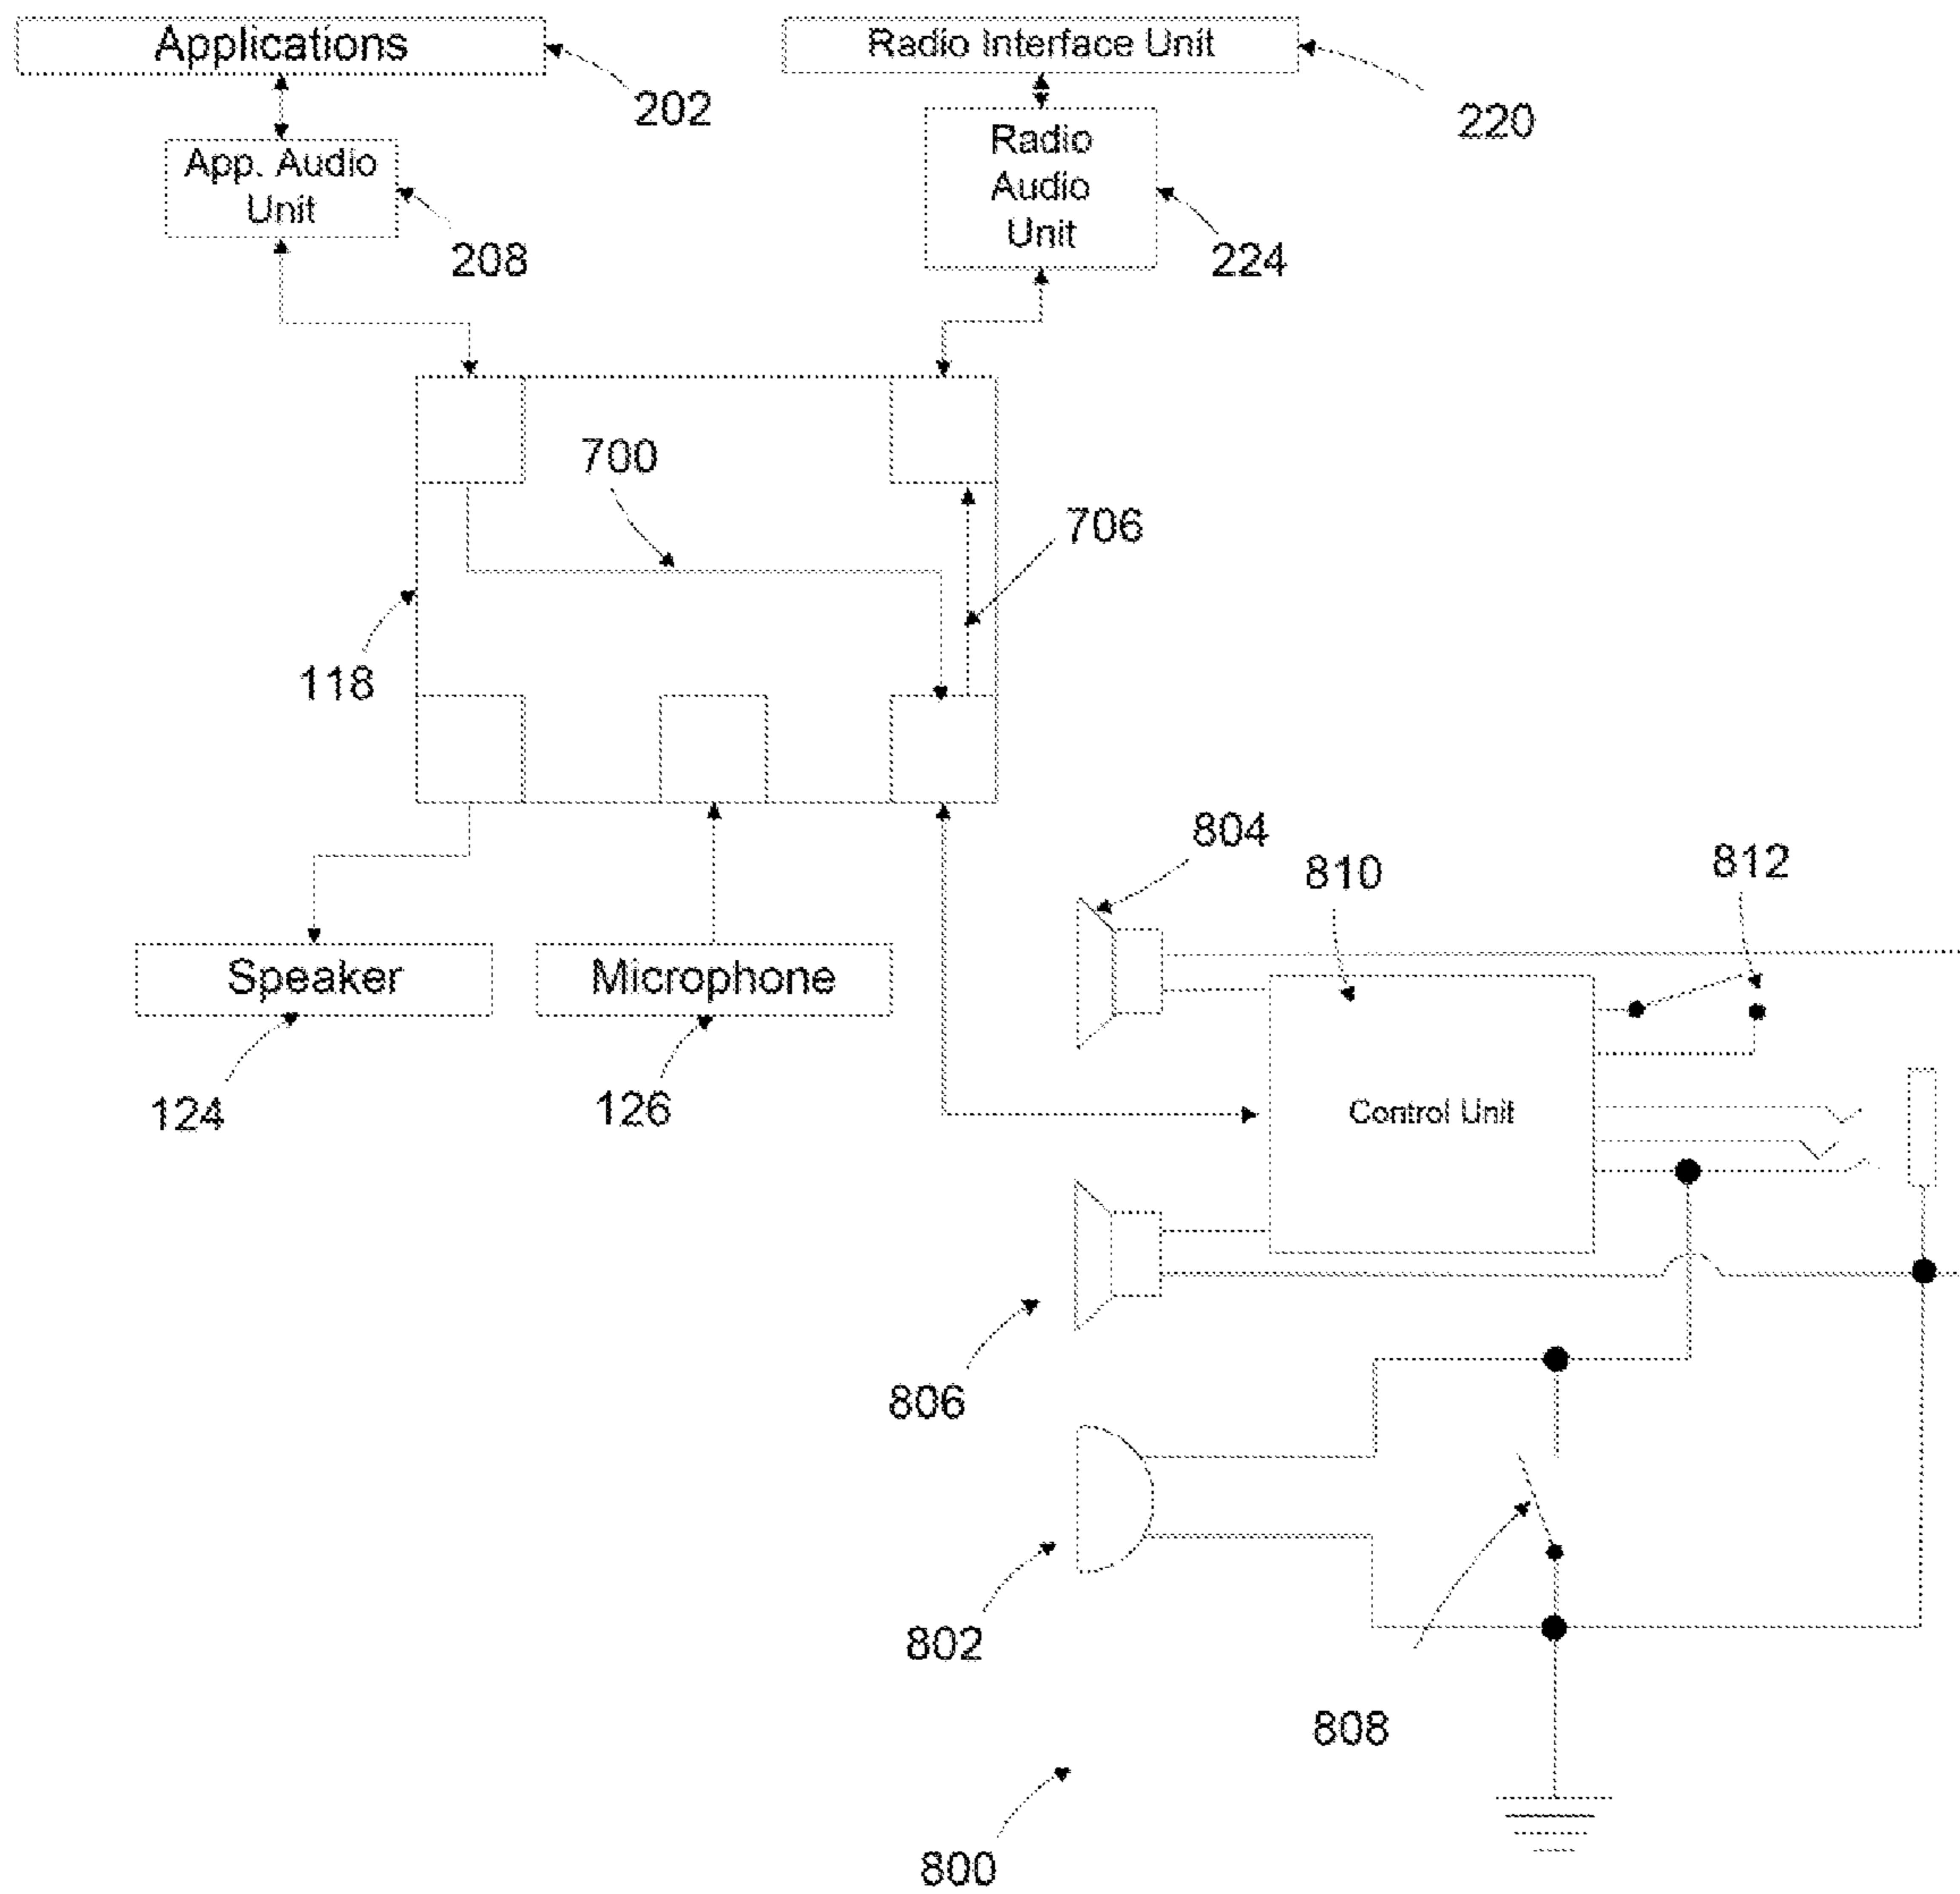 Applications
Radio Interface Unit
202
220
App. Audio
Unit
Radio
Audio
Unit
208
224
700
706
118
804
810
812
Speaker
Microphone
124
126
Control Unit
806
802
808
800